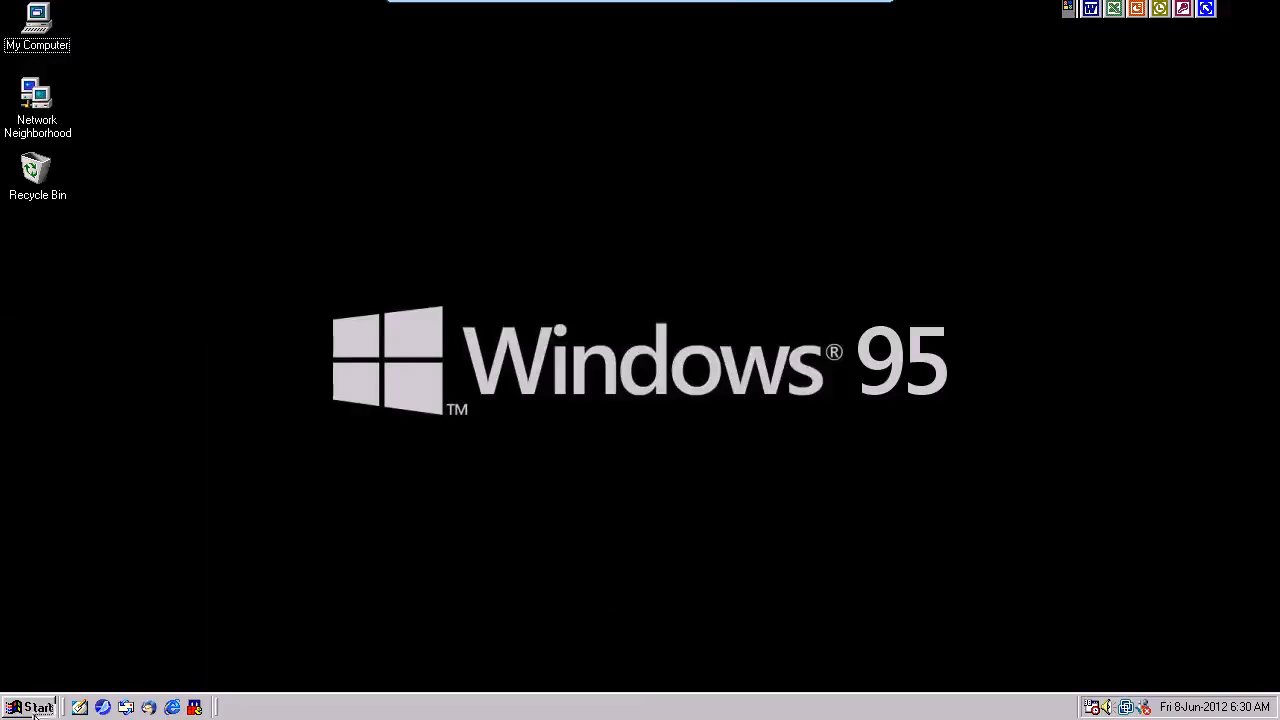 My Computer
Network
Neighborhood
Recycle Bin
Windows® 95
TM
Start
Fri 8-Jun-2012 6:30 AM